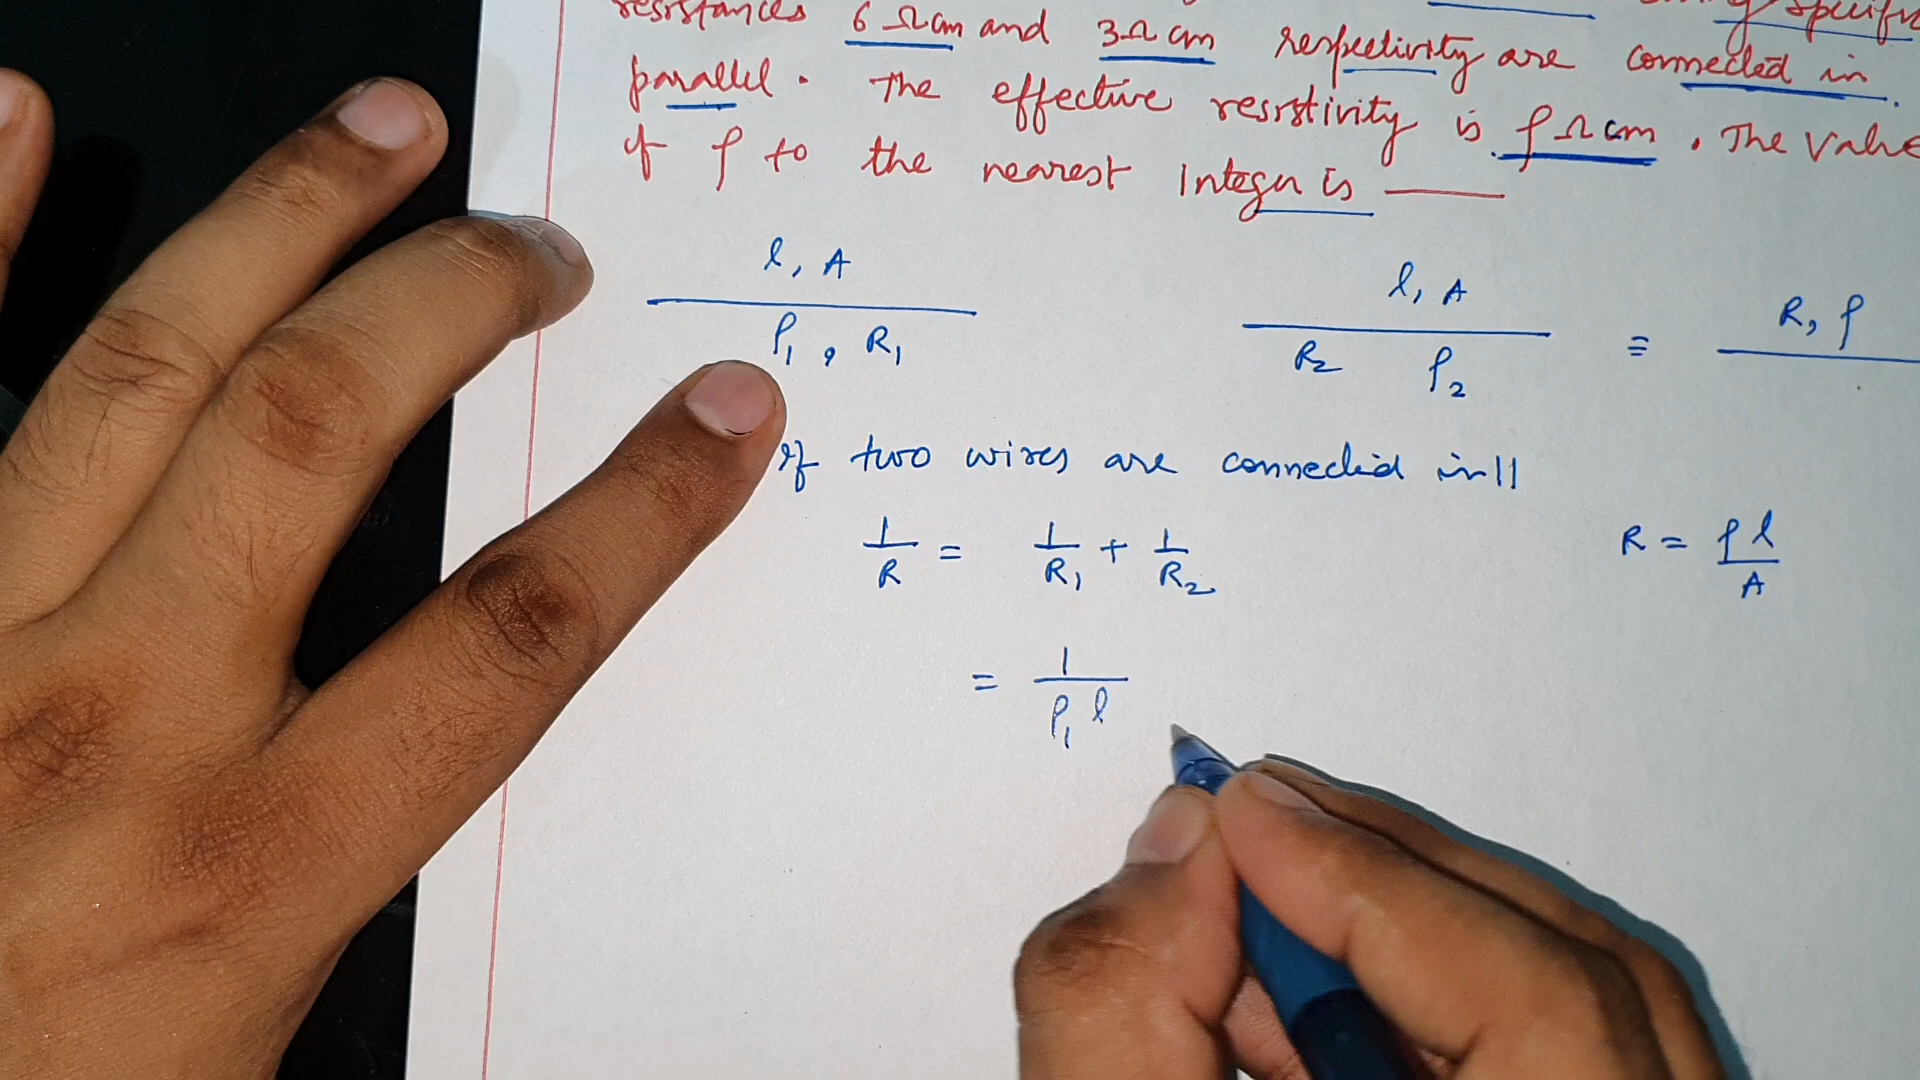 resistances 6 Ωcm and 3Ω cm respectivity are connected in
parallel. The effective resistivity is ρ Ω cm. The Value
of ρ to the nearest integer is ___
l, A
ρ₁, R₁
l, A
R₂ ρ₂
≡
R, ρ
If two wires are connected in ||
1/R = 1/R₁ + 1/R₂
R = ρl/A
= 1/ρ₁ l